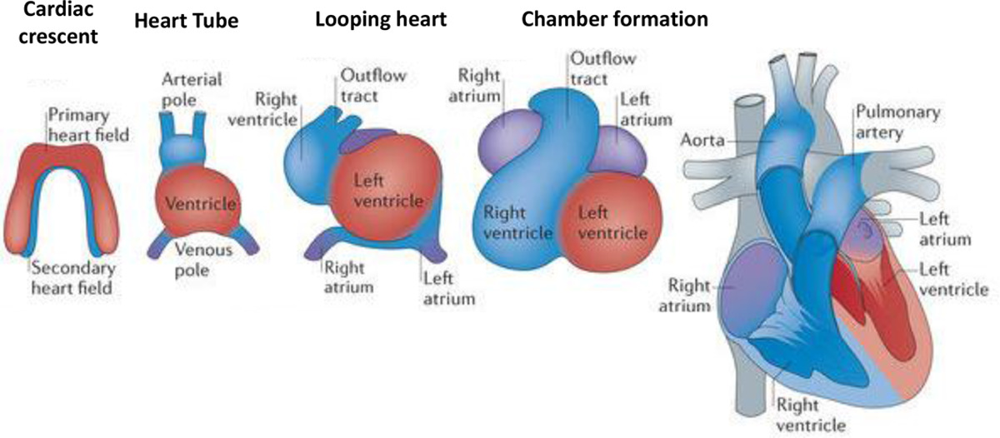 Cardiac
crescent
Heart Tube
Looping heart
Chamber formation
Primary
heart field
Secondary
heart field
Arterial
pole
Ventricle
Venous
pole
Right
ventricle
Outflow
tract
Left
ventricle
Right
atrium
Left
atrium
Right
atrium
Outflow
tract
Left
atrium
Right
ventricle
Left
ventricle
Aorta
Pulmonary
artery
Left
atrium
Left
ventricle
Right
atrium
Right
ventricle